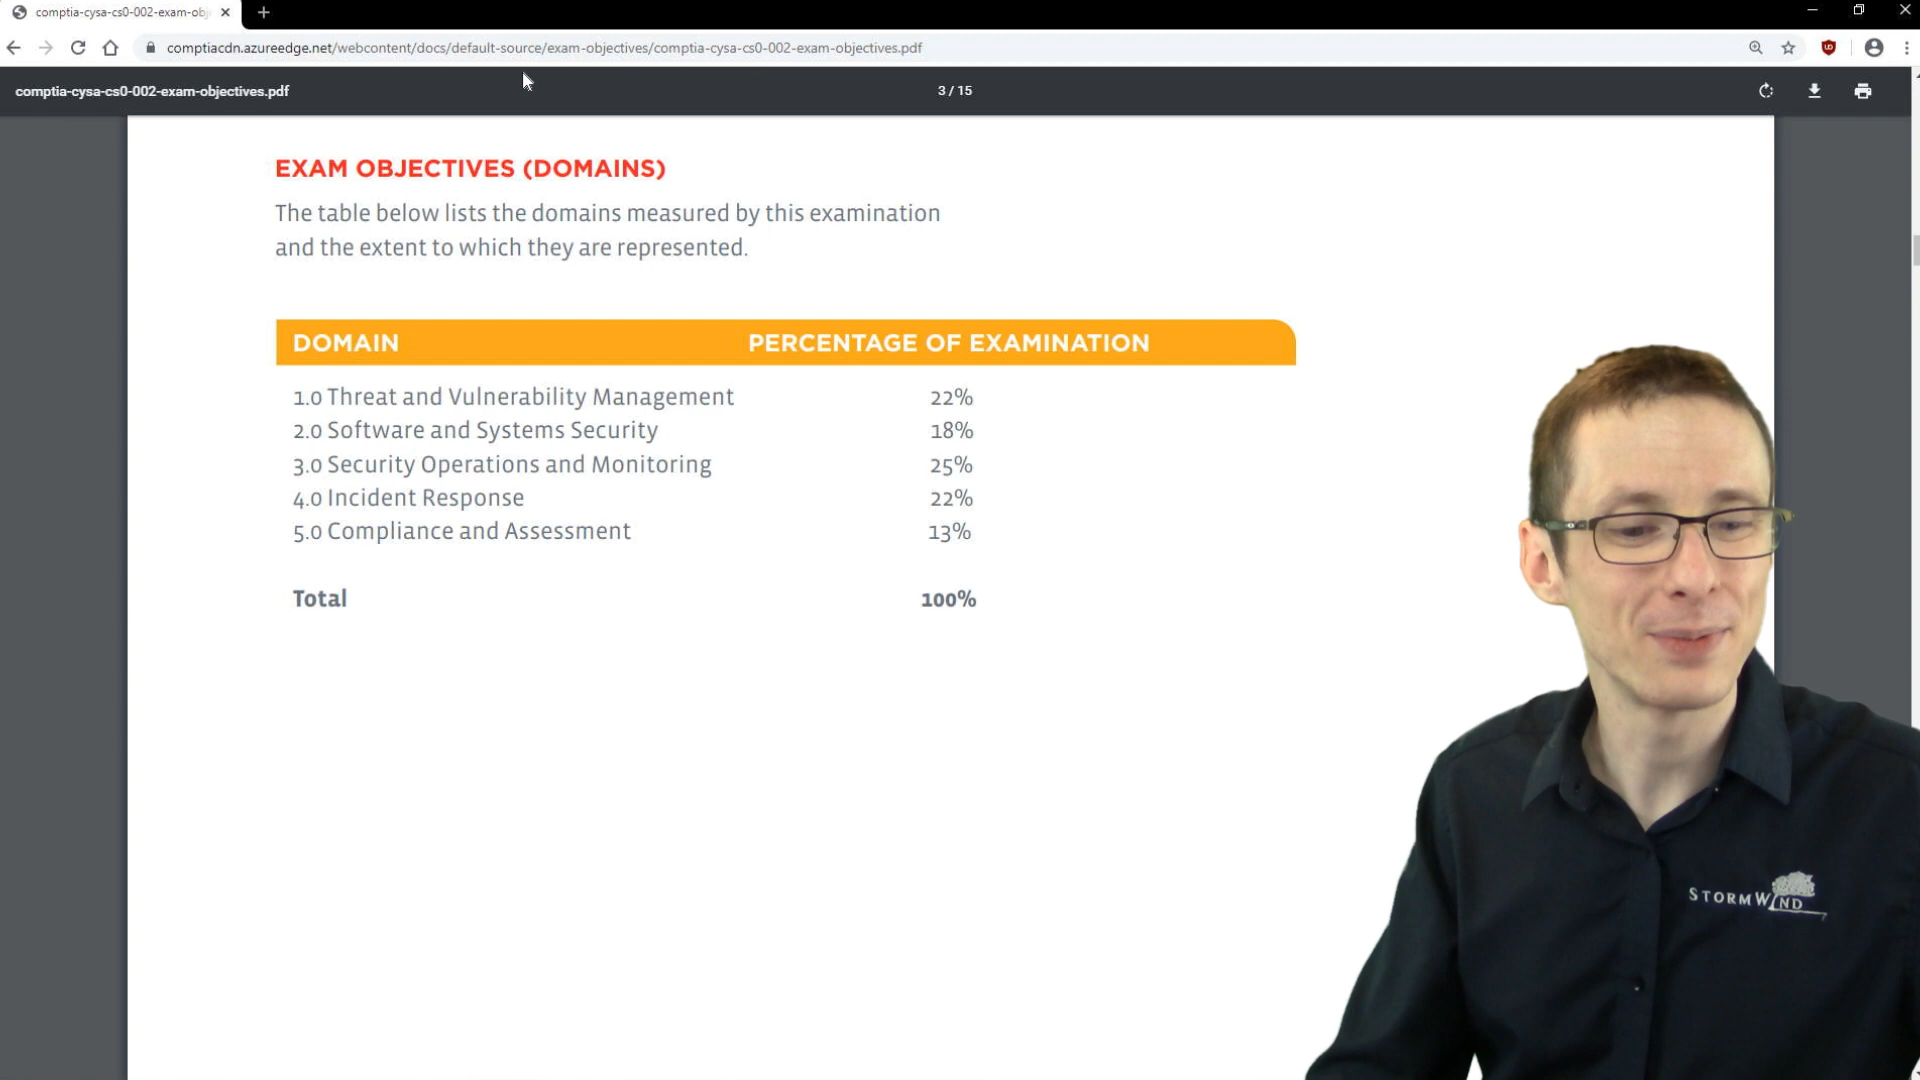 comptia-cysa-cs0-002-exam-obj
comptiacdn.azureedge.net/webcontent/docs/default-source/exam-objectives/comptia-cysa-cs0-002-exam-objectives.pdf
comptia-cysa-cs0-002-exam-objectives.pdf
3 / 15
EXAM OBJECTIVES (DOMAINS)
The table below lists the domains measured by this examination
and the extent to which they are represented.
DOMAIN PERCENTAGE OF EXAMINATION
1.0 Threat and Vulnerability Management 22%
2.0 Software and Systems Security 18%
3.0 Security Operations and Monitoring 25%
4.0 Incident Response 22%
5.0 Compliance and Assessment 13%
Total 100%
STORMWIND